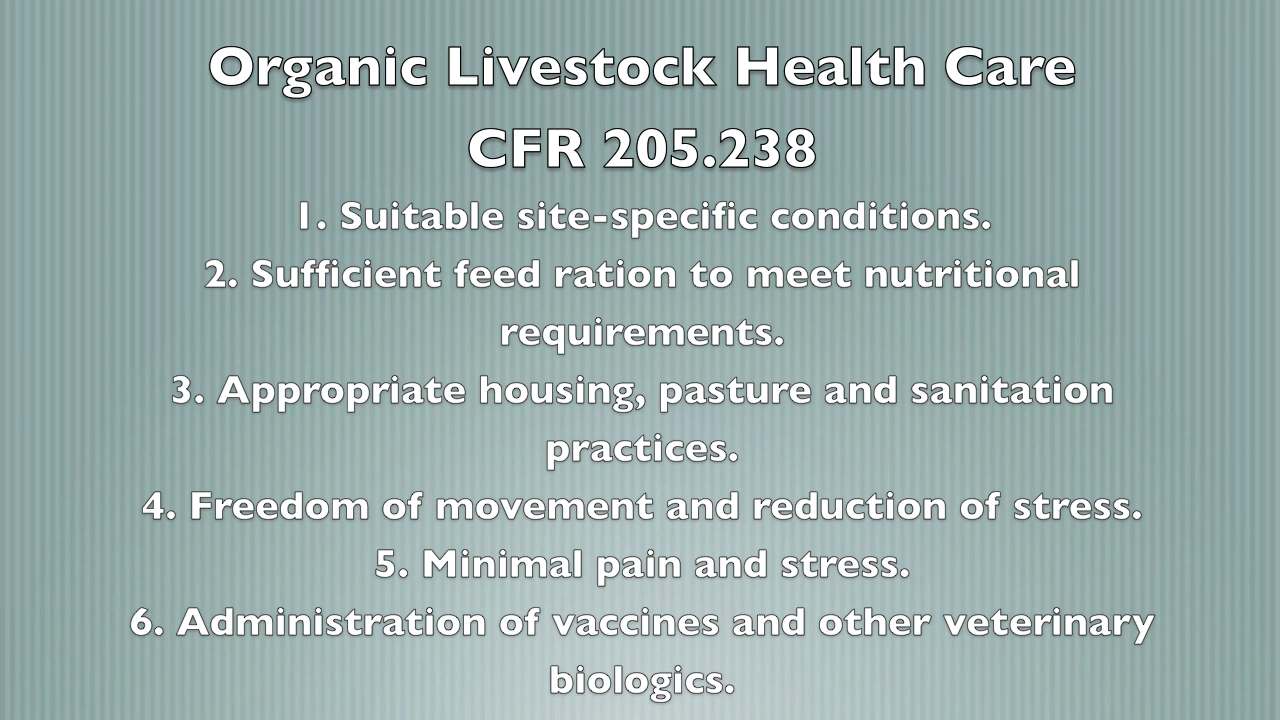 Organic Livestock Health Care
CFR 205.238
1. Suitable site-specific conditions.
2. Sufficient feed ration to meet nutritional
requirements.
3. Appropriate housing, pasture and sanitation
practices.
4. Freedom of movement and reduction of stress.
5. Minimal pain and stress.
6. Administration of vaccines and other veterinary
biologics.